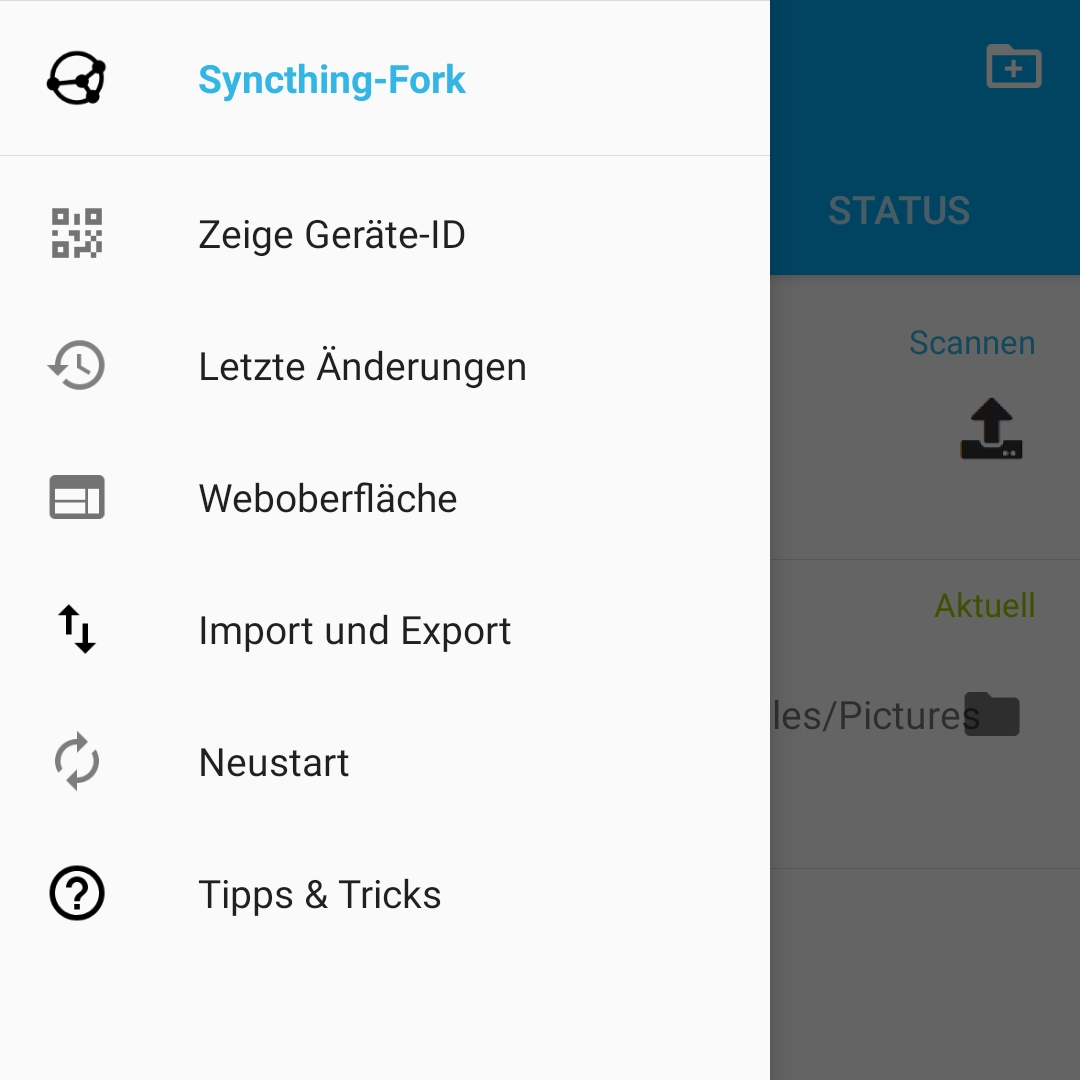 Syncthing-Fork
Zeige Geräte-ID
Letzte Änderungen
Weboberfläche
Import und Export
Neustart
Tipps & Tricks
STATUS
Scannen
Aktuell
les/Pictures